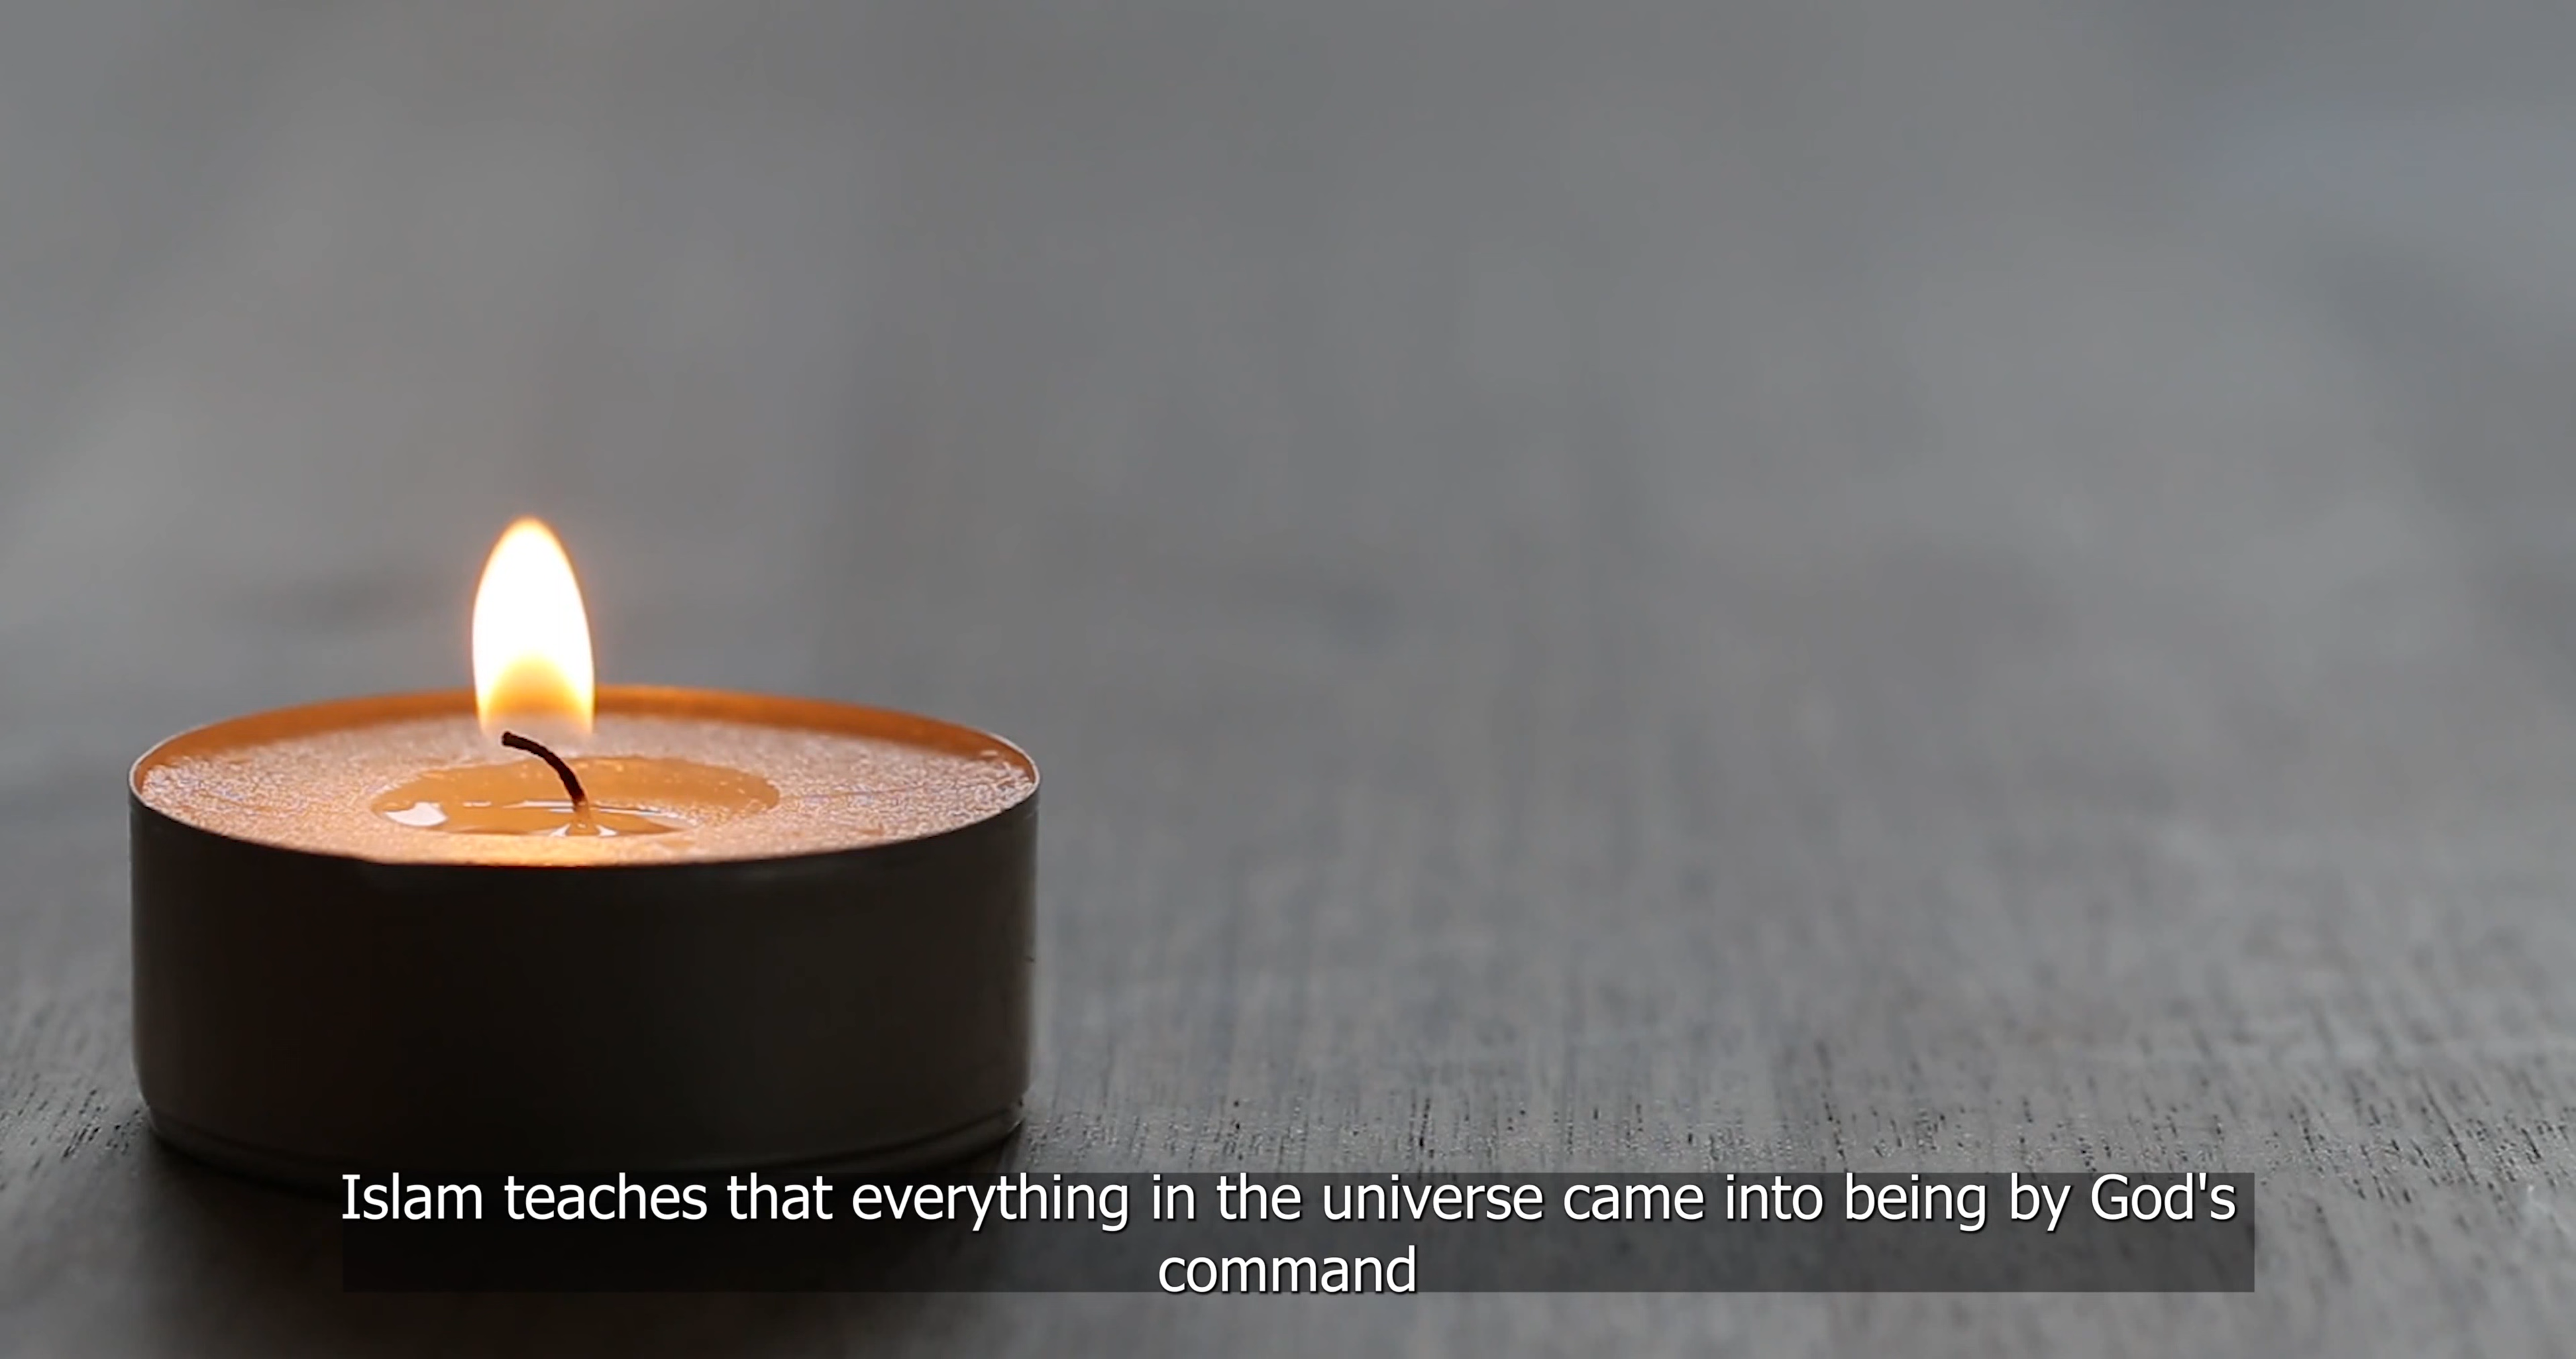 Islam teaches that everything in the universe came into being by God's
command